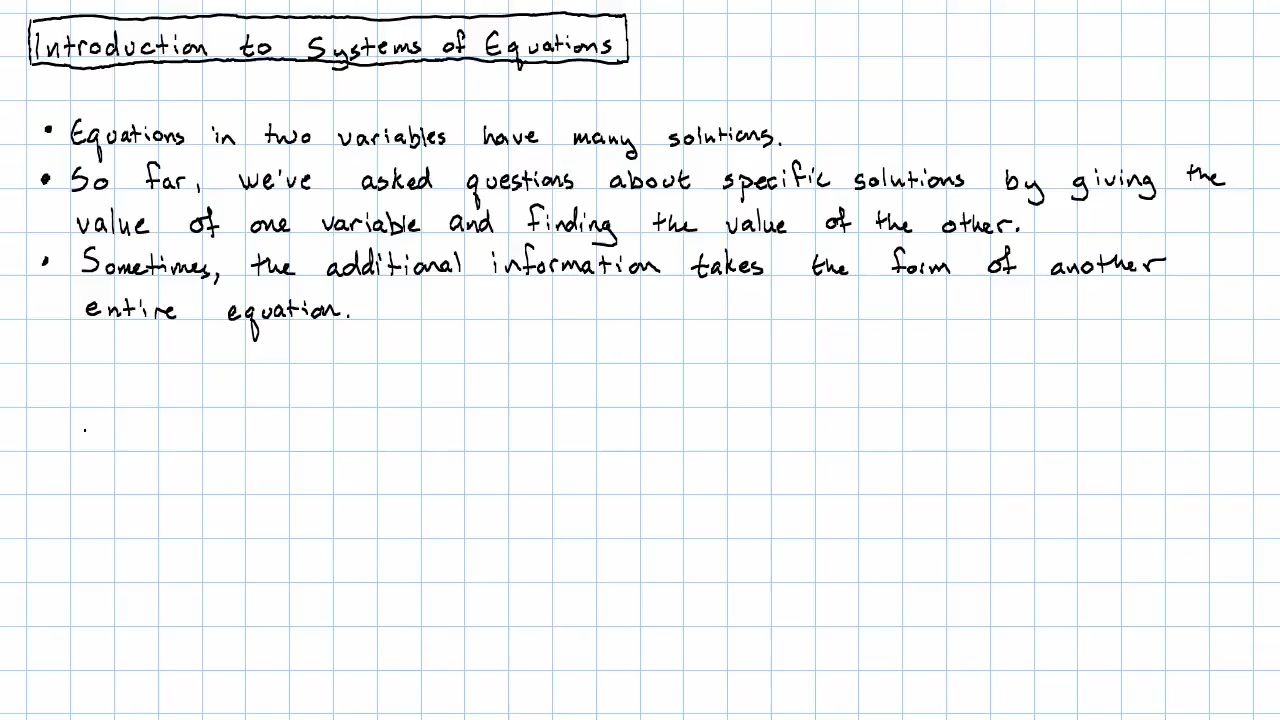 Introduction to Systems of Equations
• Equations in two variables have many solutions.
• So far, we've asked questions about specific solutions by giving the
value of one variable and finding the value of the other.
• Sometimes, the additional information takes the form of another
entire equation.